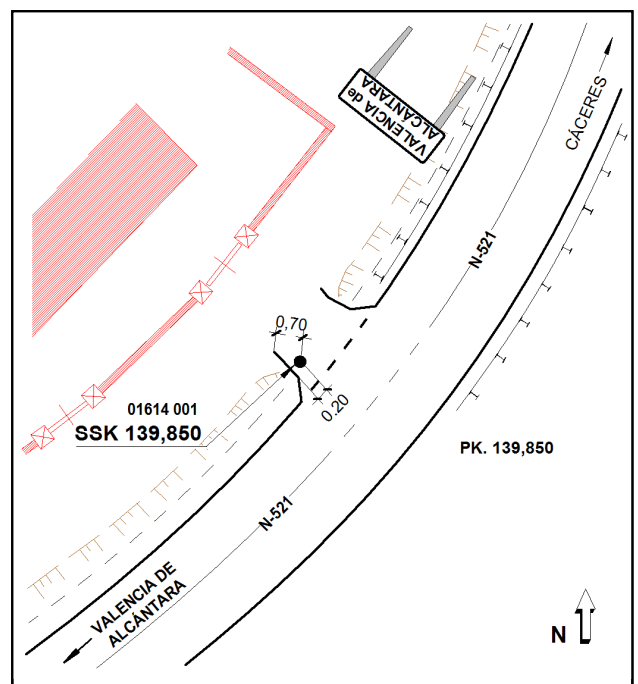 VALENCIA de
ALCÁNTARA
CÁCERES
N-521
0,70
0.20
01614 001
SSK 139,850
PK. 139,850
N-521
VALENCIA DE
ALCÁNTARA
N